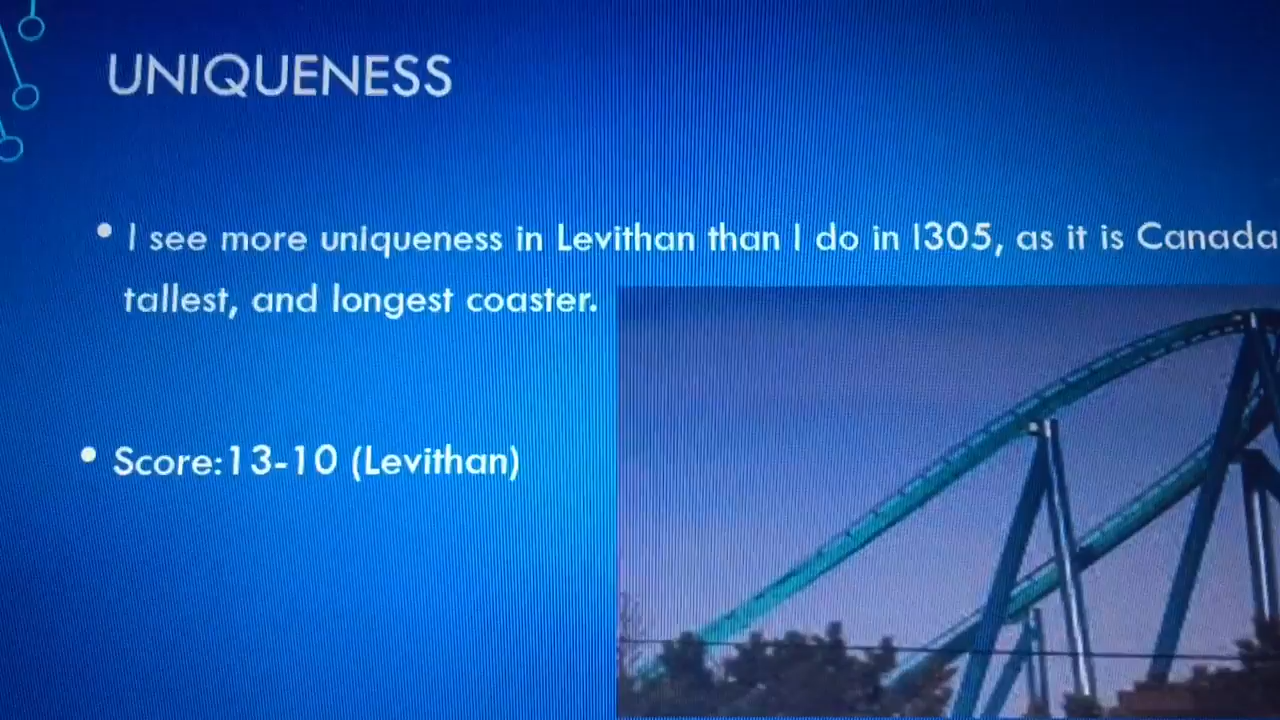 UNIQUENESS
• I see more uniqueness in Levithan than I do in I305, as it is Canada
tallest, and longest coaster.
• Score:13-10 (Levithan)